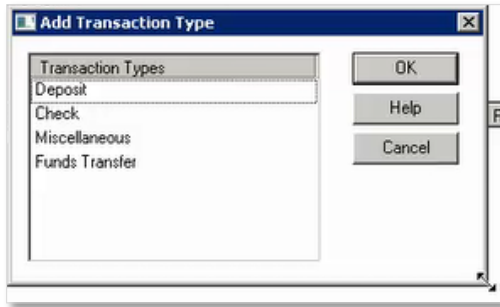 Add Transaction Type
Transaction Types
Deposit
Check
Miscellaneous
Funds Transfer
OK
Help
Cancel